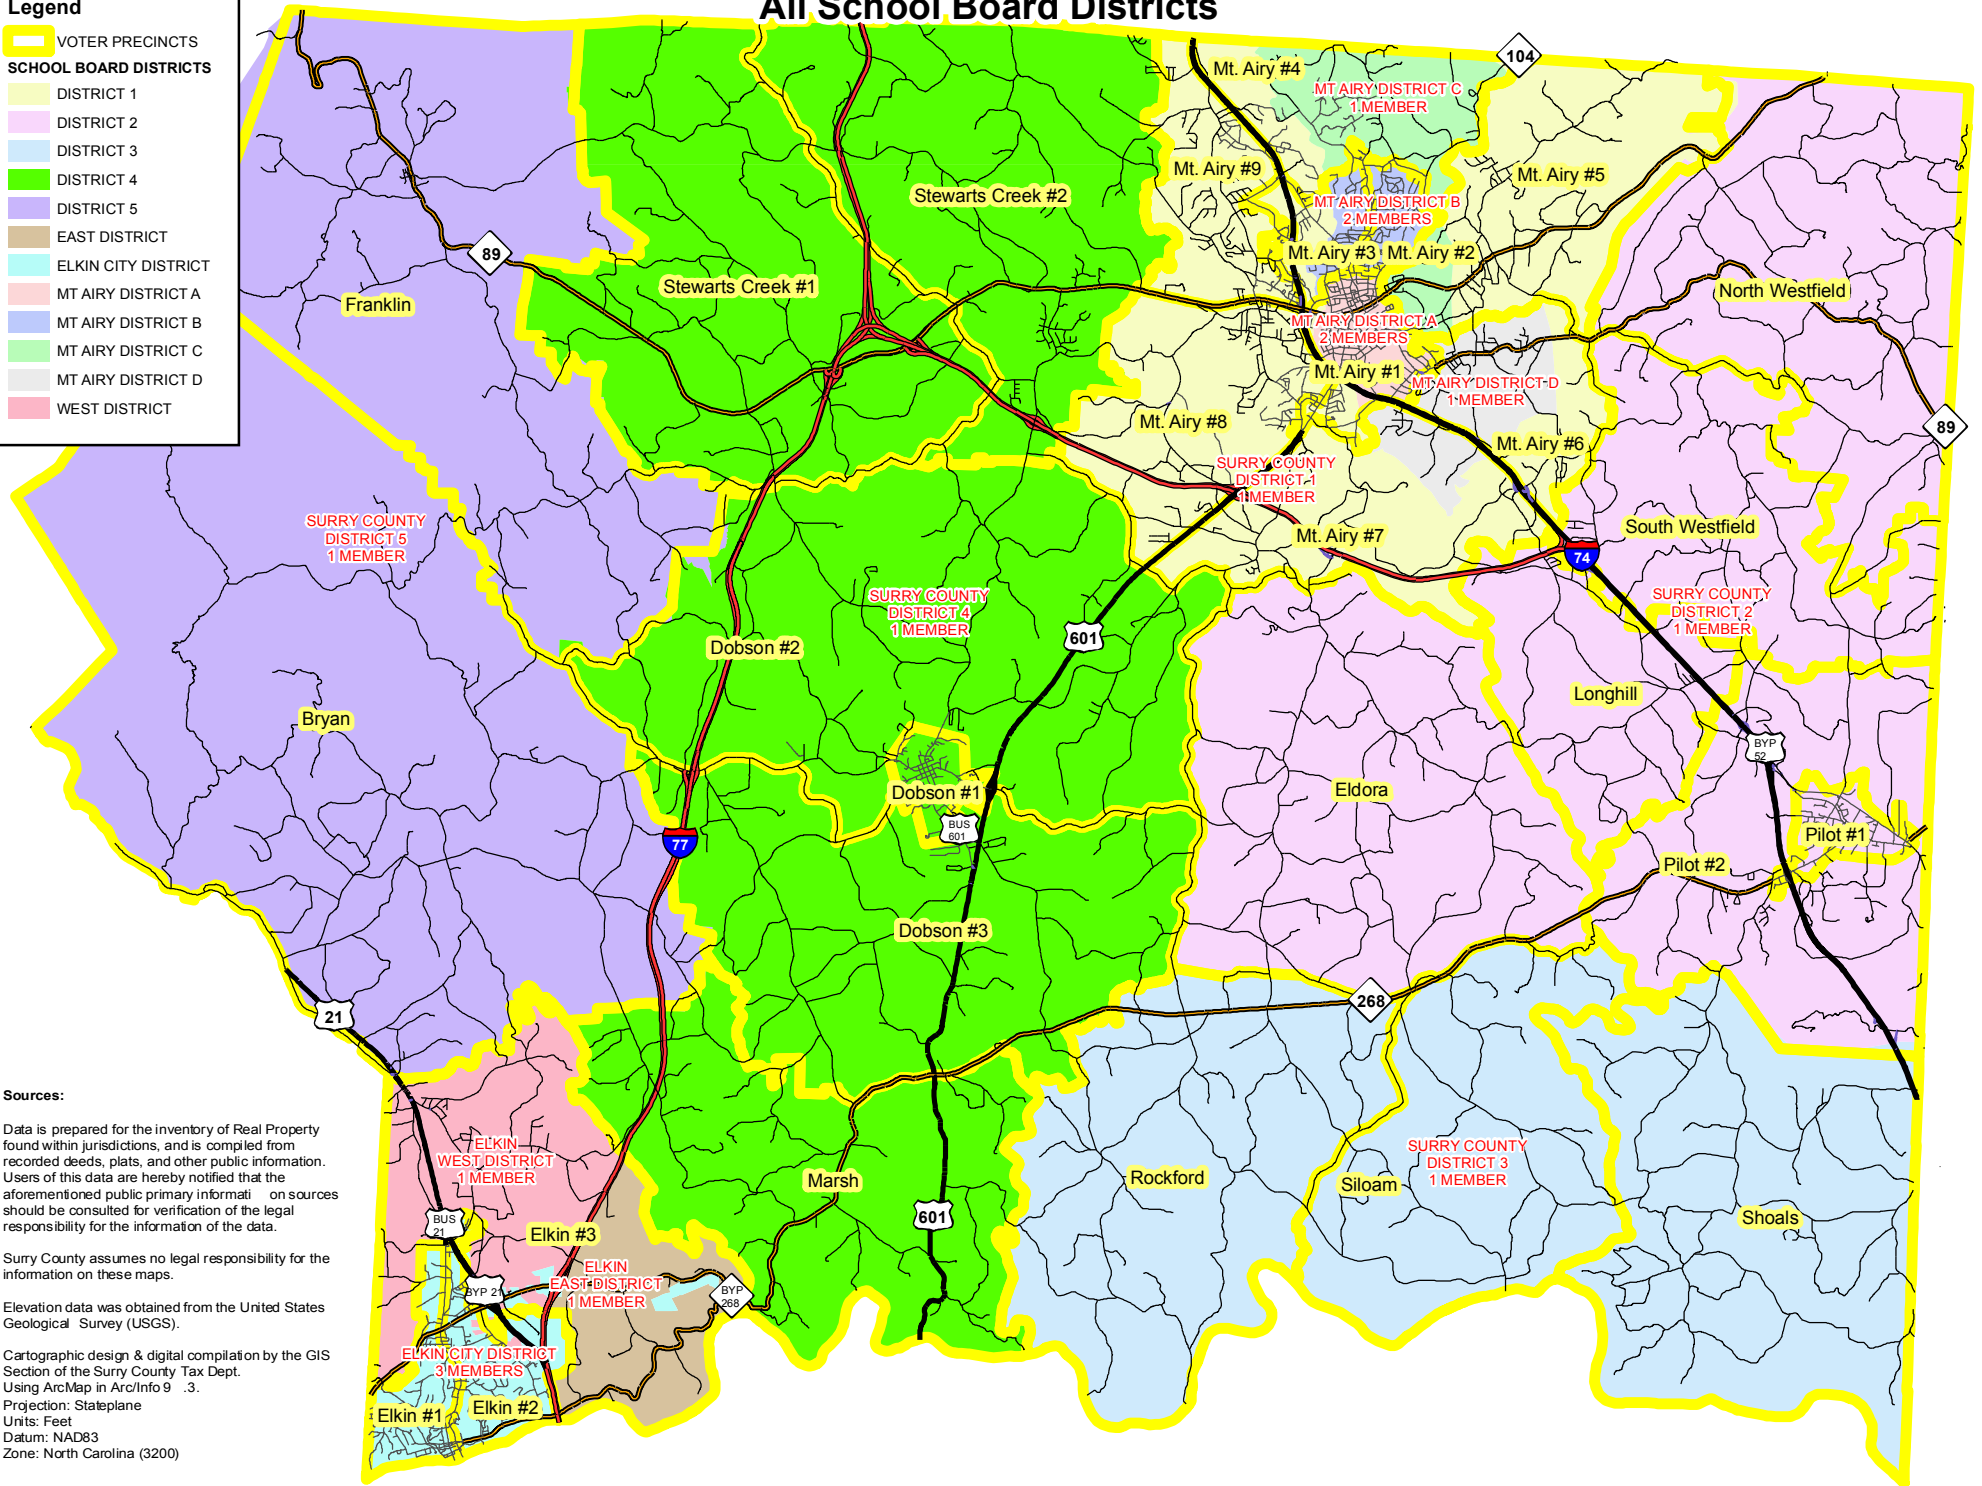 All School Board Districts
Legend
VOTER PRECINCTS
SCHOOL BOARD DISTRICTS
DISTRICT 1
DISTRICT 2
DISTRICT 3
DISTRICT 4
DISTRICT 5
EAST DISTRICT
ELKIN CITY DISTRICT
MT AIRY DISTRICT A
MT AIRY DISTRICT B
MT AIRY DISTRICT C
MT AIRY DISTRICT D
WEST DISTRICT
104
Mt. Airy #4
MT AIRY DISTRICT C
1 MEMBER
Mt. Airy #9
Mt. Airy #5
Stewarts Creek #2
MT AIRY DISTRICT B
2 MEMBERS
89
Mt. Airy #3
Mt. Airy #2
Stewarts Creek #1
North Westfield
Franklin
MT AIRY DISTRICT A
2 MEMBERS
Mt. Airy #1
MT AIRY DISTRICT D
1 MEMBER
Mt. Airy #8
89
Mt. Airy #6
SURRY COUNTY
DISTRICT 1
1 MEMBER
SURRY COUNTY
DISTRICT 5
1 MEMBER
South Westfield
Mt. Airy #7
74
SURRY COUNTY
DISTRICT 4
1 MEMBER
SURRY COUNTY
DISTRICT 2
1 MEMBER
601
Dobson #2
Longhill
Bryan
BYP
52
Dobson #1
Eldora
BUS
601
Pilot #1
77
Pilot #2
Dobson #3
268
21
Sources:
Data is prepared for the inventory of Real Property
found within jurisdictions, and is compiled from
recorded deeds, plats, and other public information.
Users of this data are hereby notified that the
aforementioned public primary informati on sources
should be consulted for verification of the legal
responsibility for the information of the data.
Surry County assumes no legal responsibility for the
information on these maps.
Elevation data was obtained from the United States
Geological Survey (USGS).
Cartographic design & digital compilation by the GIS
Section of the Surry County Tax Dept.
Using ArcMap in Arc/Info 9 .3.
Projection: Stateplane
Units: Feet
Datum: NAD83
Zone: North Carolina (3200)
ELKIN
WEST DISTRICT
1 MEMBER
SURRY COUNTY
DISTRICT 3
1 MEMBER
Marsh
Rockford
Siloam
Shoals
601
BUS
21
Elkin #3
ELKIN
EAST DISTRICT
1 MEMBER
BYP 21
BYP
268
ELKIN CITY DISTRICT
3 MEMBERS
Elkin #1
Elkin #2